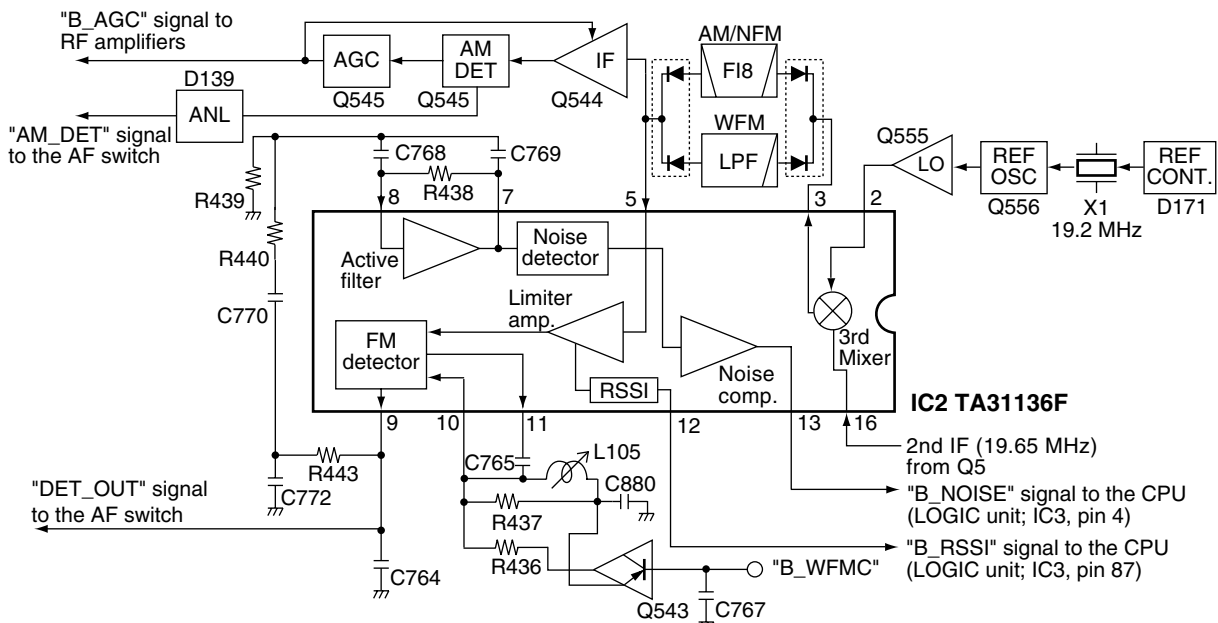 "B_AGC" signal to
RF amplifiers
AGC
Q545
AM
DET
Q545
IF
Q544
AM/NFM
FI8
WFM
LPF
D139
ANL
"AM_DET" signal
to the AF switch
Q555
LO
REF
OSC
Q556
X1
19.2 MHz
REF
CONT.
D171
C768
C769
R438
R439
R440
C770
8
7
5
3
2
Active
filter
Noise
detector
Limiter
amp.
FM
detector
RSSI
Noise
comp.
3rd
Mixer
IC2 TA31136F
9
10
11
12
13
16
2nd IF (19.65 MHz)
from Q5
R443
C772
C765
L105
C880
R437
R436
Q543
C767
C764
"B_WFMC"
"DET_OUT" signal
to the AF switch
"B_NOISE" signal to the CPU
(LOGIC unit; IC3, pin 4)
"B_RSSI" signal to the CPU
(LOGIC unit; IC3, pin 87)